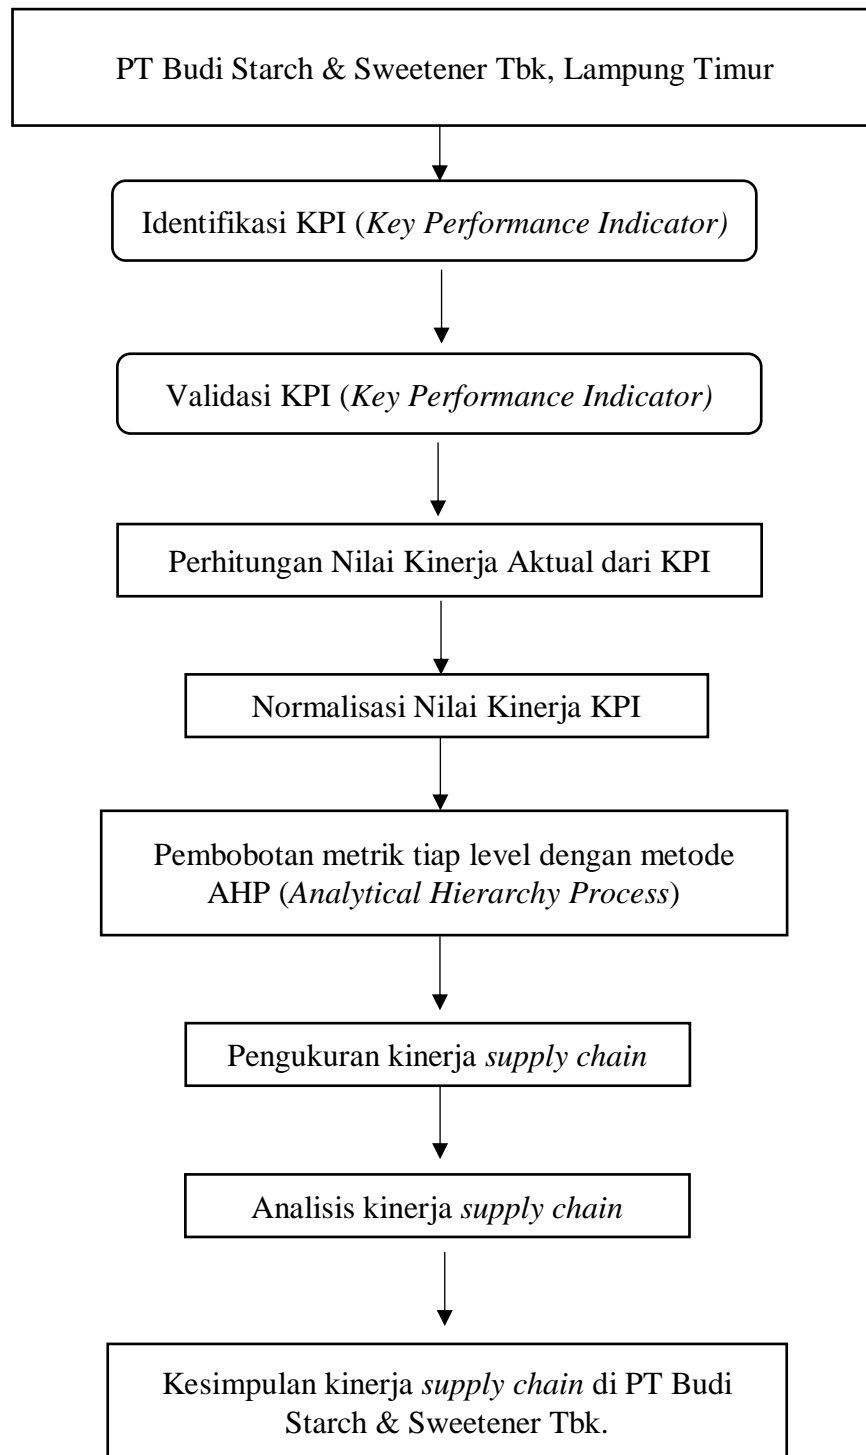 PT Budi Starch & Sweetener Tbk, Lampung Timur
Identifikasi KPI (Key Performance Indicator)
Validasi KPI (Key Performance Indicator)
Perhitungan Nilai Kinerja Aktual dari KPI
Normalisasi Nilai Kinerja KPI
Pembobotan metrik tiap level dengan metode
AHP (Analytical Hierarchy Process)
Pengukuran kinerja supply chain
Analisis kinerja supply chain
Kesimpulan kinerja supply chain di PT Budi
Starch & Sweetener Tbk.